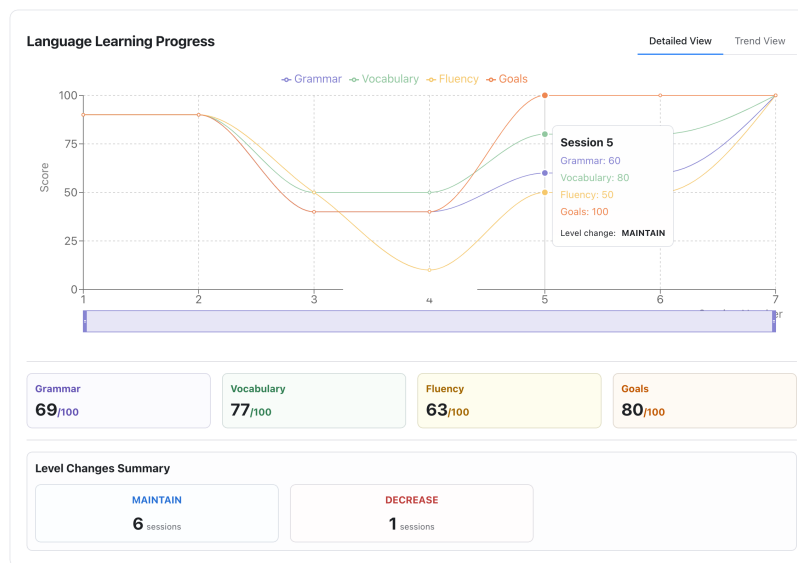 Language Learning Progress
Detailed View
Trend View
Grammar
Vocabulary
Fluency
Goals
100
75
50
25
0
Score
1
2
3
4
5
6
7
Session 5
Grammar: 60
Vocabulary: 80
Fluency: 50
Goals: 100
Level change: MAINTAIN
Grammar
69/100
Vocabulary
77/100
Fluency
63/100
Goals
80/100
Level Changes Summary
MAINTAIN
6 sessions
DECREASE
1 sessions